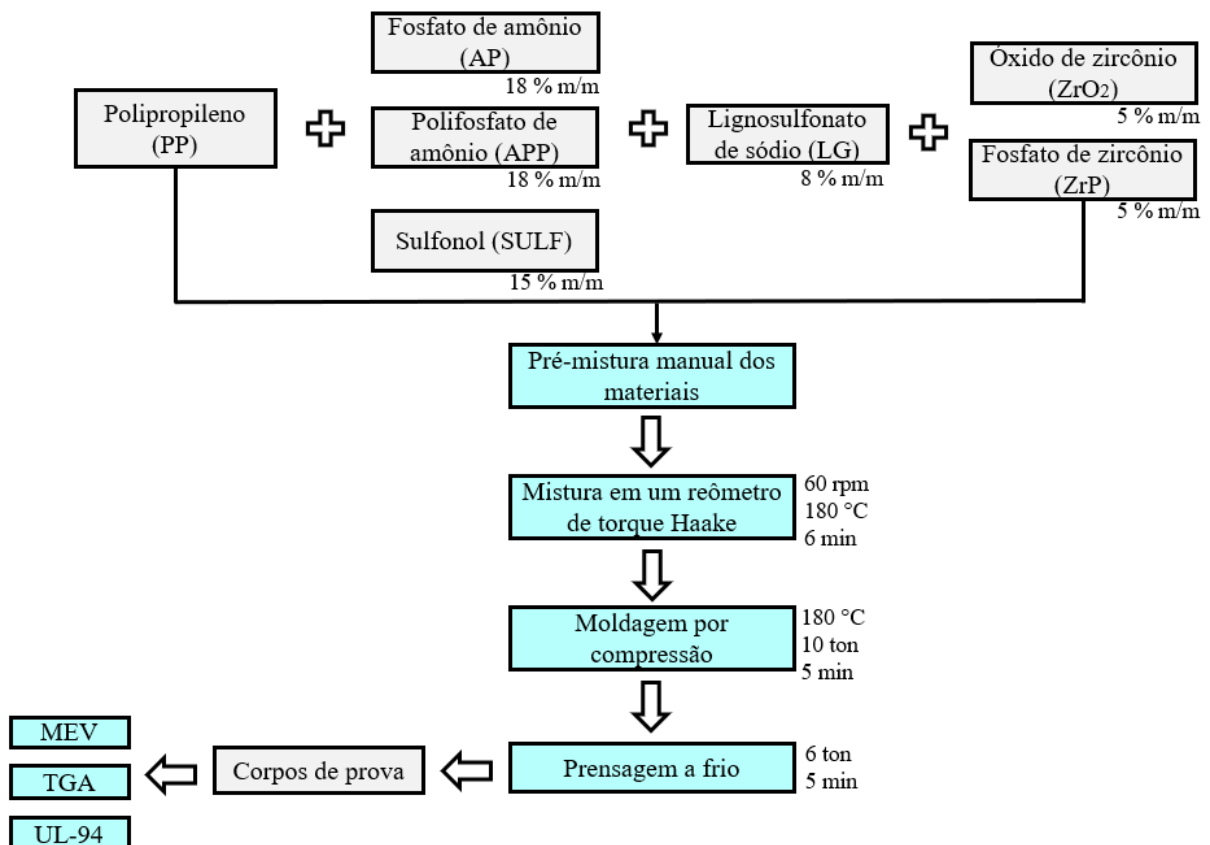 Polipropileno
(PP)
Fosfato de amônio
(AP)
18 % m/m
Polifosfato de
amônio (APP)
18 % m/m
Sulfonol (SULF)
15 % m/m
Lignosulfonato
de sódio (LG)
8 % m/m
Óxido de zircônio
(ZrO2)
5 % m/m
Fosfato de zircônio
(ZrP)
5 % m/m
Pré-mistura manual dos
materiais
Mistura em um reômetro
de torque Haake
60 rpm
180 °C
6 min
Moldagem por
compressão
180 °C
10 ton
5 min
Prensagem a frio
6 ton
5 min
Corpos de prova
MEV
TGA
UL-94